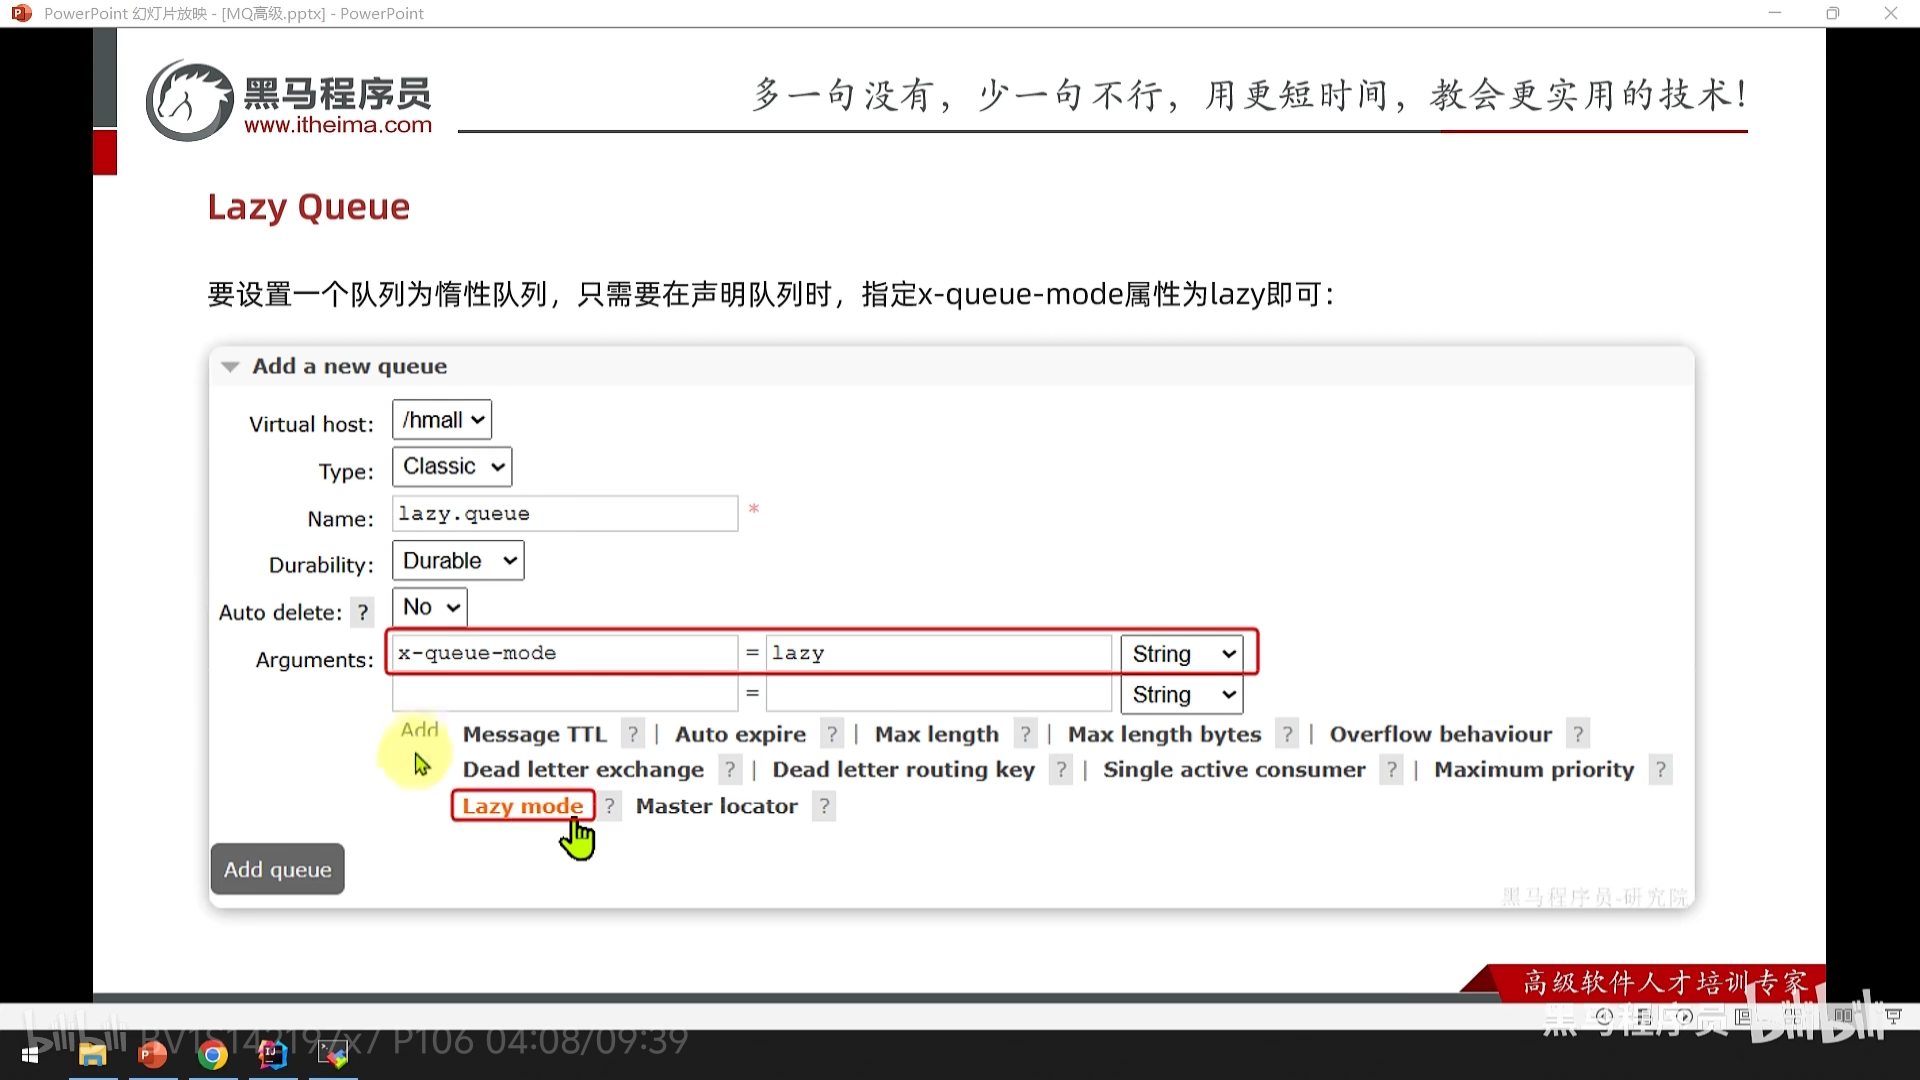 PowerPoint 幻灯片放映 - [MQ高级.pptx] - PowerPoint
黑马程序员
www.itheima.com
多一句没有，少一句不行，用更短时间，教会更实用的技术！
Lazy Queue
要设置一个队列为惰性队列，只需要在声明队列时，指定x-queue-mode属性为lazy即可：
Add a new queue
Virtual host: /hmall
Type: Classic
Name: lazy.queue *
Durability: Durable
Auto delete: ? No
Arguments: x-queue-mode = lazy String
= String
Add Message TTL ? | Auto expire ? | Max length ? | Max length bytes ? | Overflow behaviour ?
Dead letter exchange ? | Dead letter routing key ? | Single active consumer ? | Maximum priority ?
Lazy mode ? Master locator ?
Add queue
黑马程序员-研究院
高级软件人才培训专家
黑马程序员 bilibili
bilibili P106 04:08/09:39